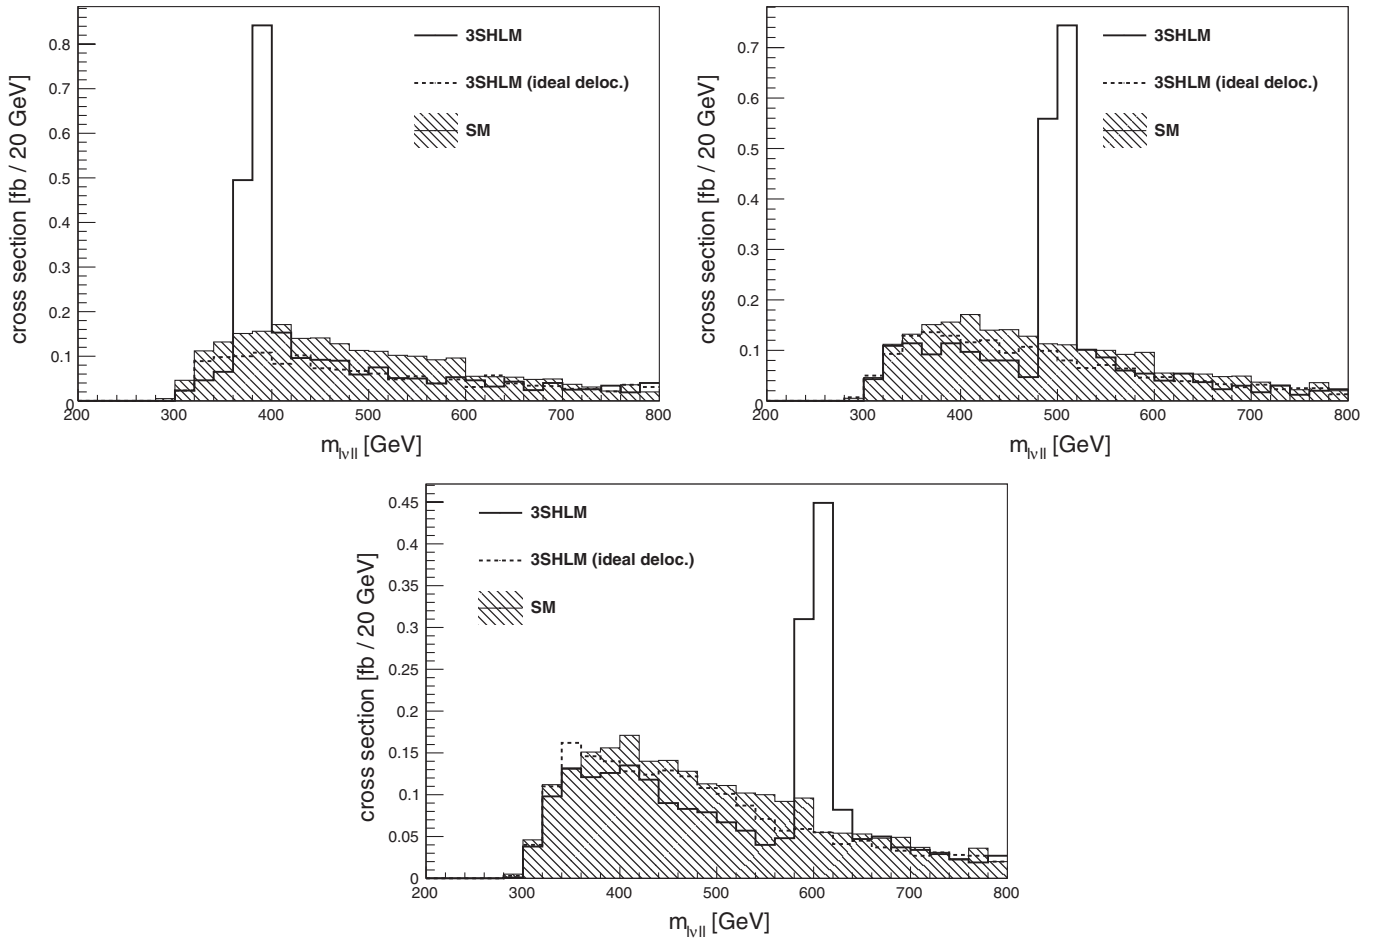 cross section [fb / 20 GeV]
0.8
0.7
0.6
0.5
0.4
0.3
0.2
0.1
0
200 300 400 500 600 700 800
m_lνll [GeV]
3SHLM
3SHLM (ideal deloc.)
SM
cross section [fb / 20 GeV]
0.7
0.6
0.5
0.4
0.3
0.2
0.1
0
200 300 400 500 600 700 800
m_lνll [GeV]
3SHLM
3SHLM (ideal deloc.)
SM
cross section [fb / 20 GeV]
0.45
0.4
0.35
0.3
0.25
0.2
0.15
0.1
0.05
0
200 300 400 500 600 700 800
m_lνll [GeV]
3SHLM
3SHLM (ideal deloc.)
SM